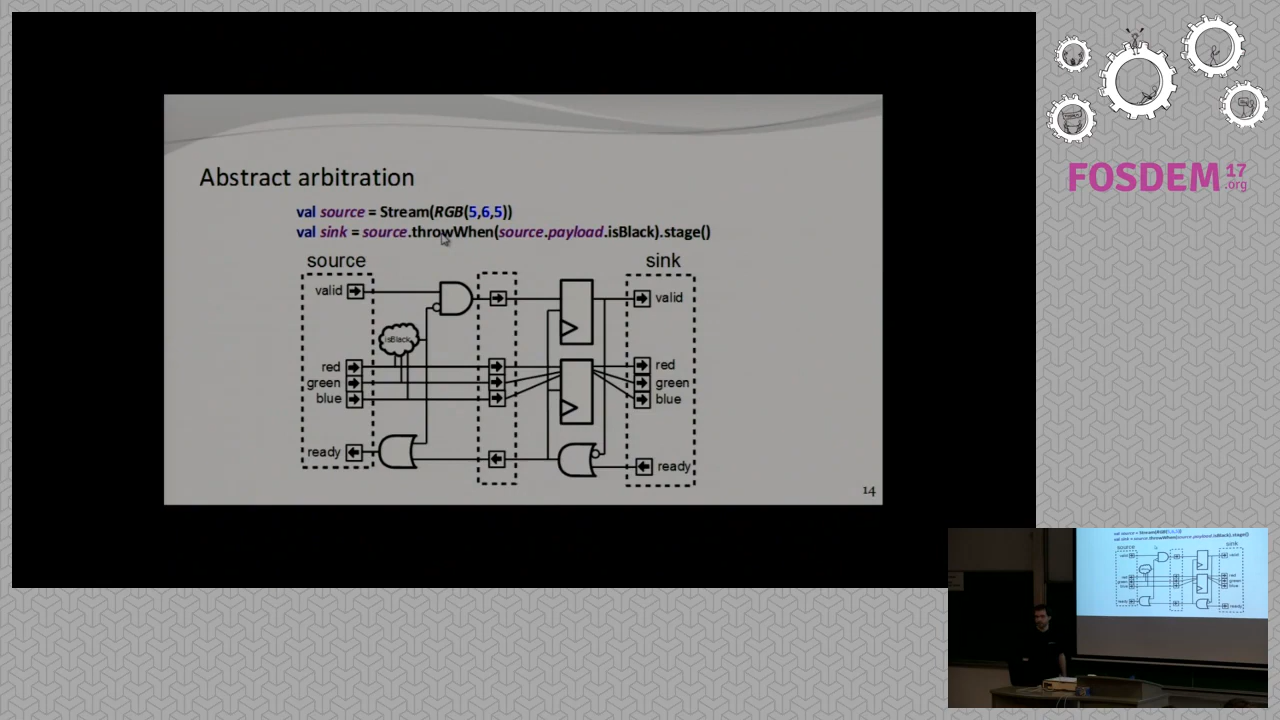 Abstract arbitration
val source = Stream(RGB(5,6,5))
val sink = source.throwWhen(source.payload.isBlack).stage()
source
sink
valid
valid
isBlack
red
red
green
green
blue
blue
ready
ready
14
FOSDEM 17
.org